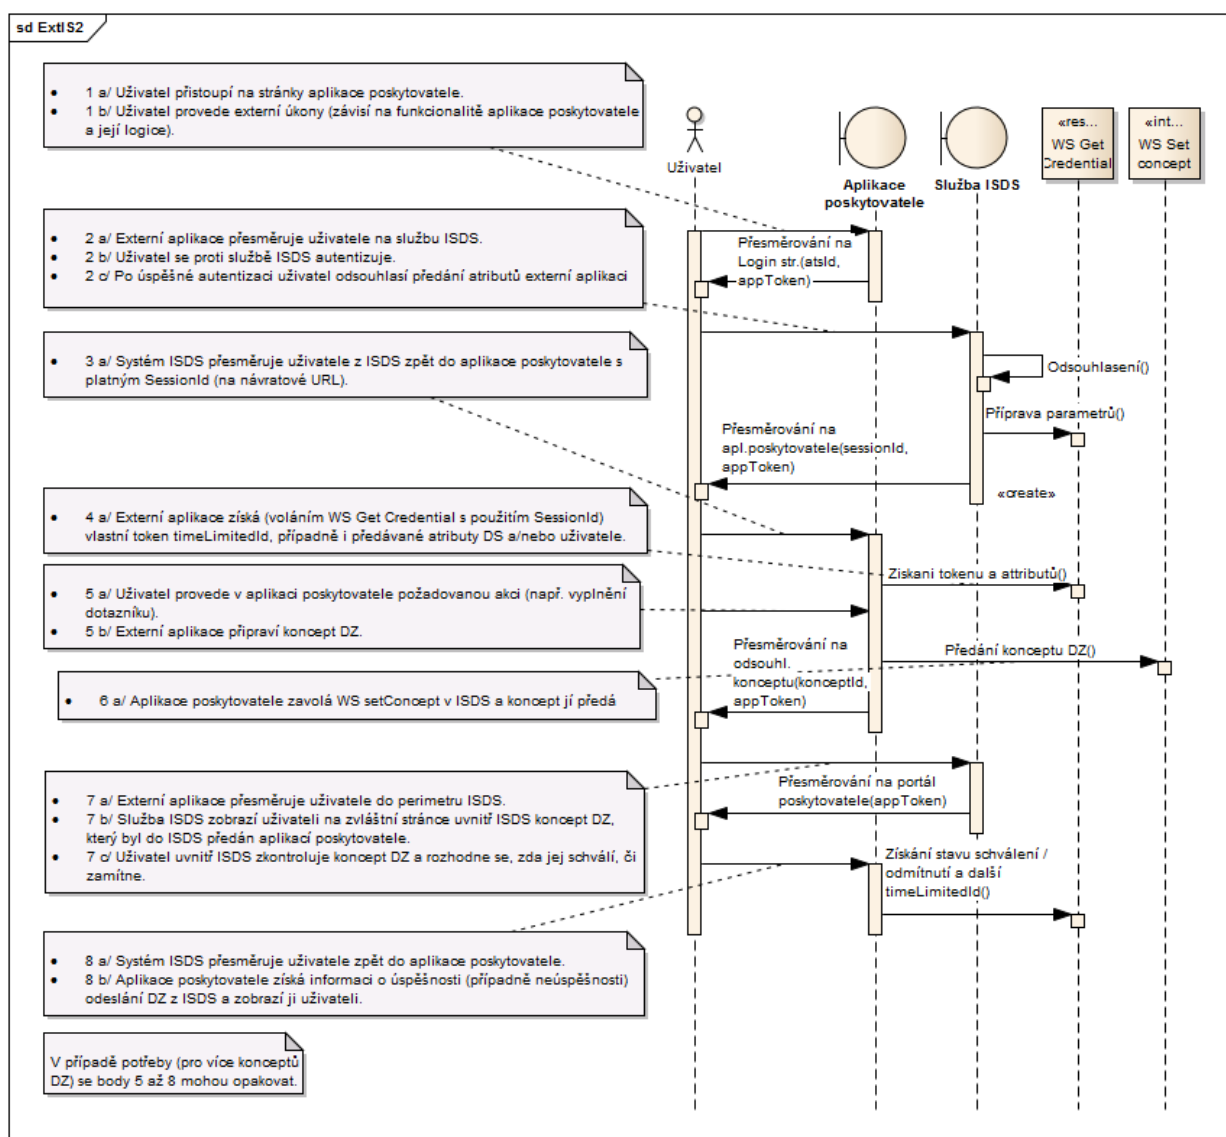 sd ExtIS2
1 a/ Uživatel přistoupí na stránky aplikace poskytovatele.
1 b/ Uživatel provede externí úkony (závisí na funkcionalitě aplikace poskytovatele
a její logice).
Uživatel
Aplikace
poskytovatele
Služba ISDS
«res...
WS Get
Credential
«int...
WS Set
concept
2 a/ Externí aplikace přesměruje uživatele na službu ISDS.
2 b/ Uživatel se proti službě ISDS autentizuje.
2 c/ Po úspěšné autentizaci uživatel odsouhlasí předání atributů externí aplikaci
Přesměrování na
Login str.(atsId,
appToken)
3 a/ Systém ISDS přesměruje uživatele z ISDS zpět do aplikace poskytovatele s
platným SessionId (na návratové URL).
Odsouhlasení()
Příprava parametrů()
Přesměrování na
apl.poskytovatele(sessionId,
appToken)
«create»
4 a/ Externí aplikace získá (voláním WS Get Credential s použitím SessionId)
vlastní token timeLimitedId, případně i předávané atributy DS a/nebo uživatele.
Získani tokenu a attributů()
5 a/ Uživatel provede v aplikaci poskytovatele požadovanou akci (např. vyplnění
dotazníku).
5 b/ Externí aplikace připraví koncept DZ.
Předání konceptu DZ()
Přesměrování na
odsouhl.
konceptu(konceptId,
appToken)
6 a/ Aplikace poskytovatele zavolá WS setConcept v ISDS a koncept jí předá
7 a/ Externí aplikace přesměruje uživatele do perimetru ISDS.
7 b/ Služba ISDS zobrazí uživateli na zvláštní stránce uvnitř ISDS koncept DZ,
který byl do ISDS předán aplikací poskytovatele.
7 c/ Uživatel uvnitř ISDS zkontroluje koncept DZ a rozhodne se, zda jej schválí, či
zamítne.
Přesměrování na portál
poskytovatele(appToken)
Získání stavu schválení /
odmítnutí a další
timeLimitedId()
8 a/ Systém ISDS přesměruje uživatele zpět do aplikace poskytovatele.
8 b/ Aplikace poskytovatele získá informaci o úspěšnosti (případně neúspěšnosti)
odeslání DZ z ISDS a zobrazí ji uživateli.
V případě potřeby (pro více konceptů
DZ) se body 5 až 8 mohou opakovat.